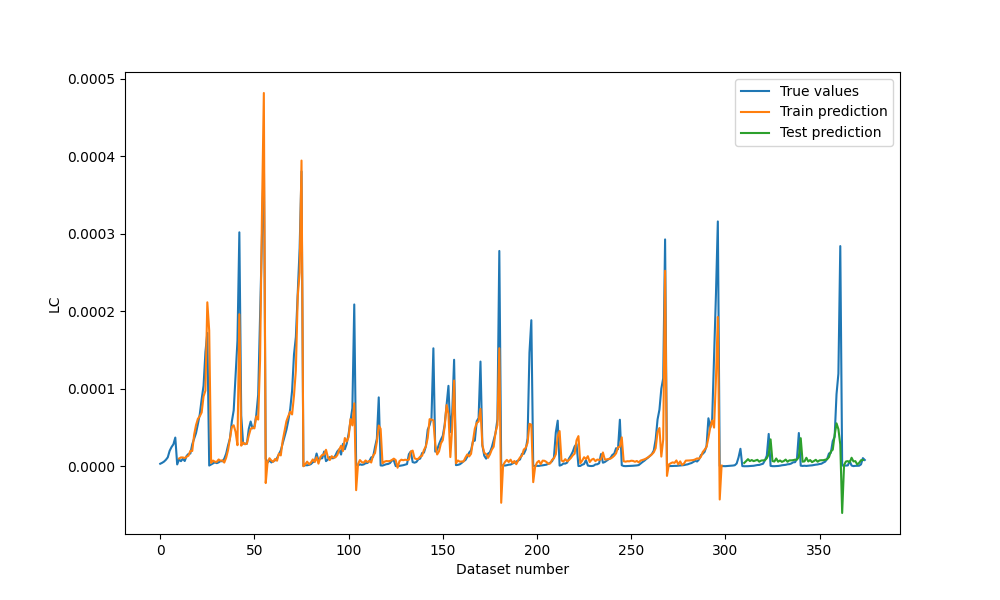 0.0005
0.0004
0.0003
0.0002
0.0001
0.0000
LC
True values
Train prediction
Test prediction
0 50 100 150 200 250 300 350
Dataset number